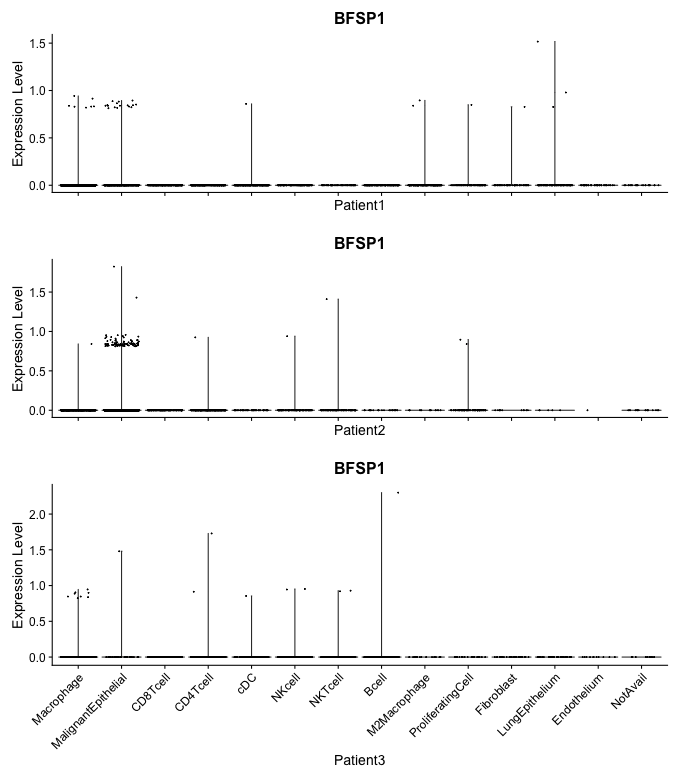 BFSP1
Expression Level
1.5
1.0
0.5
0.0
Patient1
BFSP1
Expression Level
1.5
1.0
0.5
0.0
Patient2
BFSP1
Expression Level
2.0
1.5
1.0
0.5
0.0
Macrophage
MalignantEpithelial
CD8Tcell
CD4Tcell
cDC
NKcell
NKTcell
Bcell
M2Macrophage
ProliferatingCell
Fibroblast
LungEpithelium
Endothelium
NotAvail
Patient3